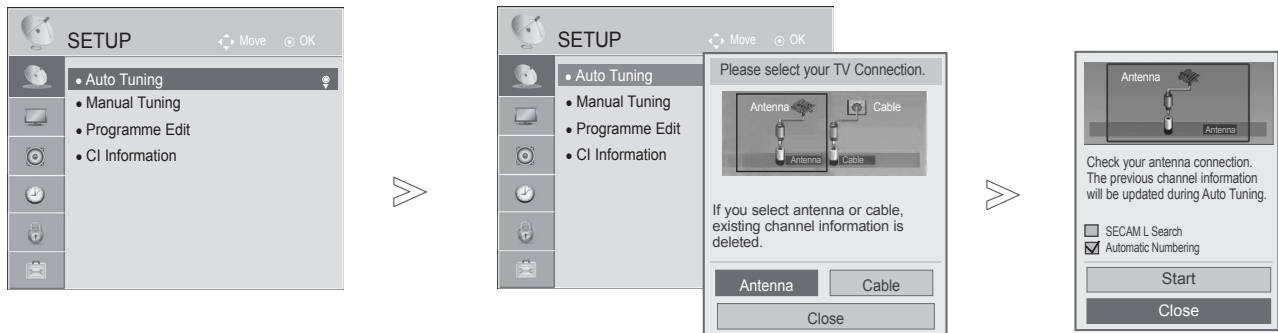 SETUP
Move OK
• Auto Tuning
• Manual Tuning
• Programme Edit
• CI Information
SETUP
Move OK
• Auto Tuning
• Manual Tuning
• Programme Edit
• CI Information
Please select your TV Connection.
Antenna Cable
Antenna Cable
If you select antenna or cable,
existing channel information is
deleted.
Antenna Cable
Close
Antenna
Antenna
Check your antenna connection.
The previous channel information
will be updated during Auto Tuning.
SECAM L Search
Automatic Numbering
Start
Close